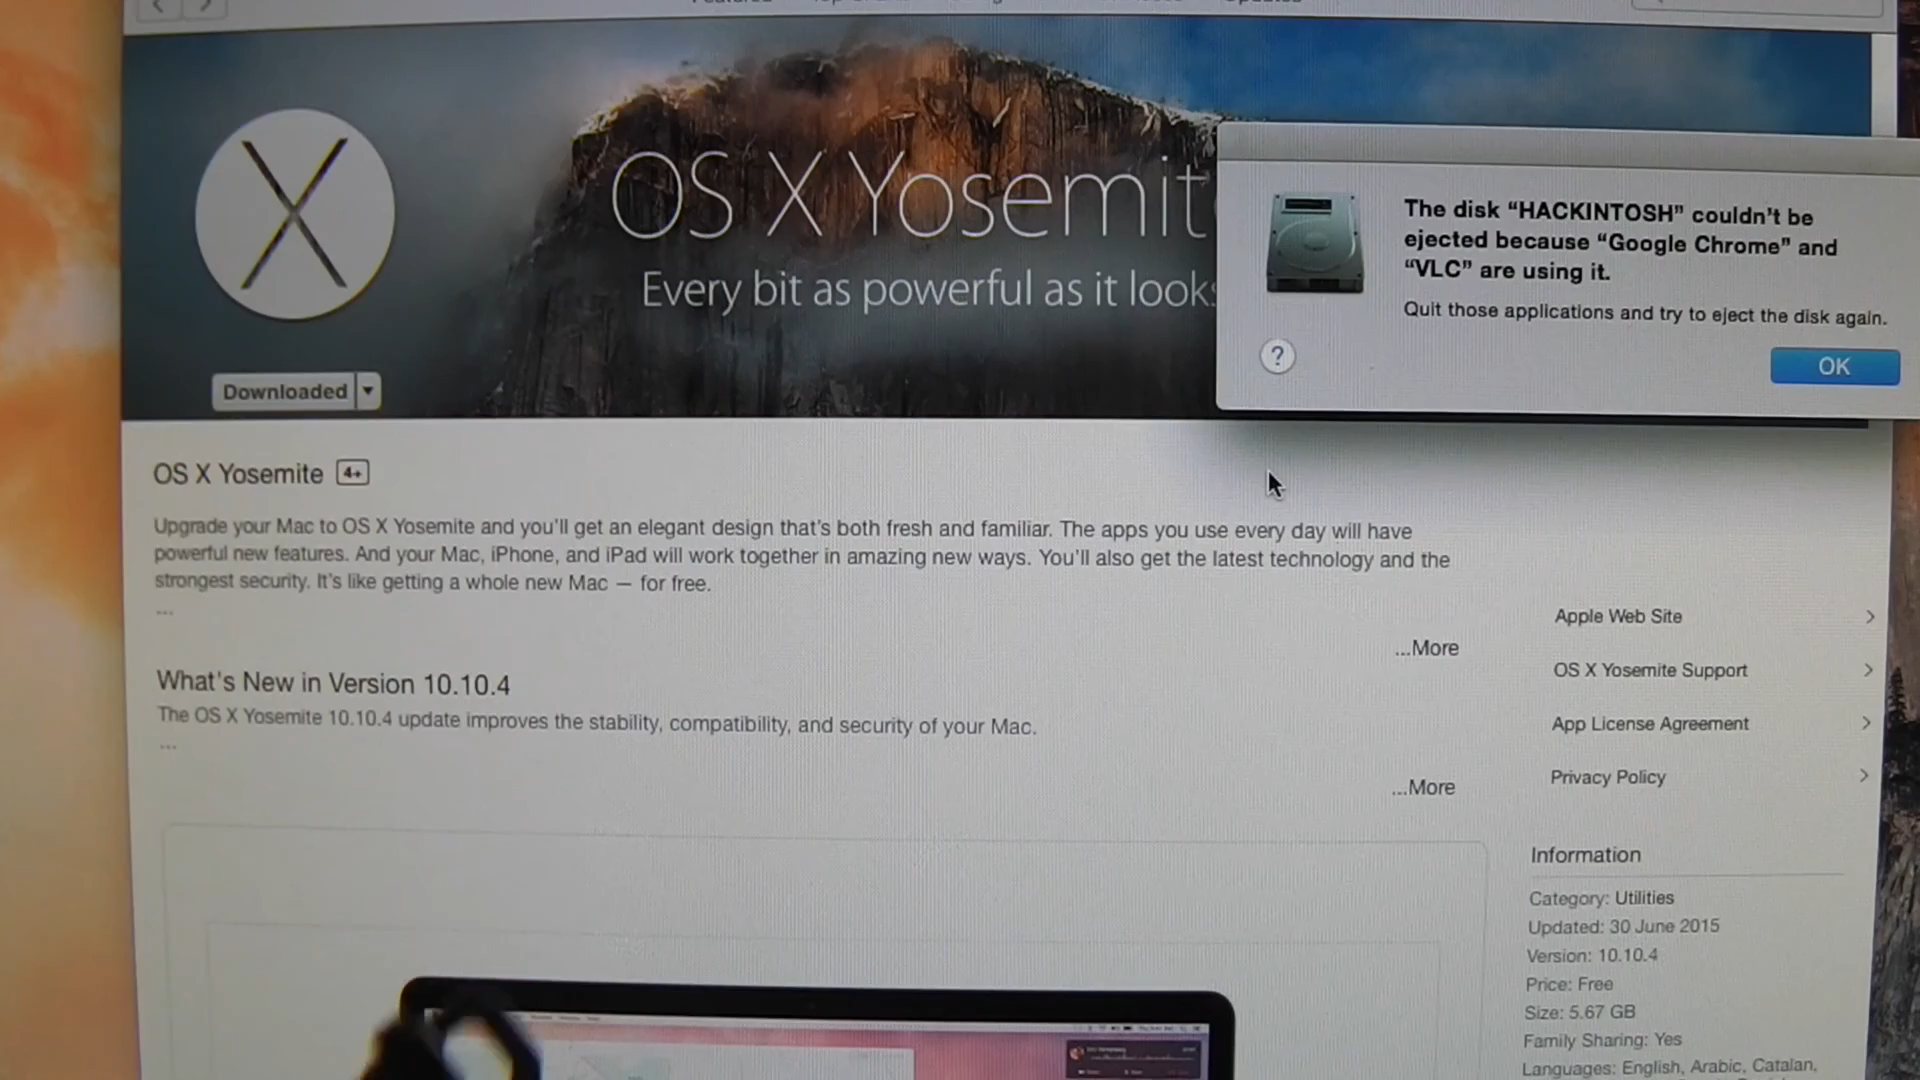 OS X Yosemit
Every bit as powerful as it look
Downloaded
The disk “HACKINTOSH” couldn’t be
ejected because “Google Chrome” and
“VLC” are using it.
Quit those applications and try to eject the disk again.
?
OK
OS X Yosemite 4+
Upgrade your Mac to OS X Yosemite and you’ll get an elegant design that’s both fresh and familiar. The apps you use every day will have
powerful new features. And your Mac, iPhone, and iPad will work together in amazing new ways. You’ll also get the latest technology and the
strongest security. It’s like getting a whole new Mac — for free.
...
...More
What's New in Version 10.10.4
The OS X Yosemite 10.10.4 update improves the stability, compatibility, and security of your Mac.
...
...More
Apple Web Site
OS X Yosemite Support
App License Agreement
Privacy Policy
Information
Category: Utilities
Updated: 30 June 2015
Version: 10.10.4
Price: Free
Size: 5.67 GB
Family Sharing: Yes
Languages: English, Arabic, Catalan,